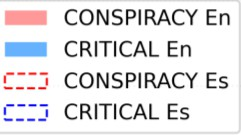 CONSPIRACY En
CRITICAL En
CONSPIRACY Es
CRITICAL Es